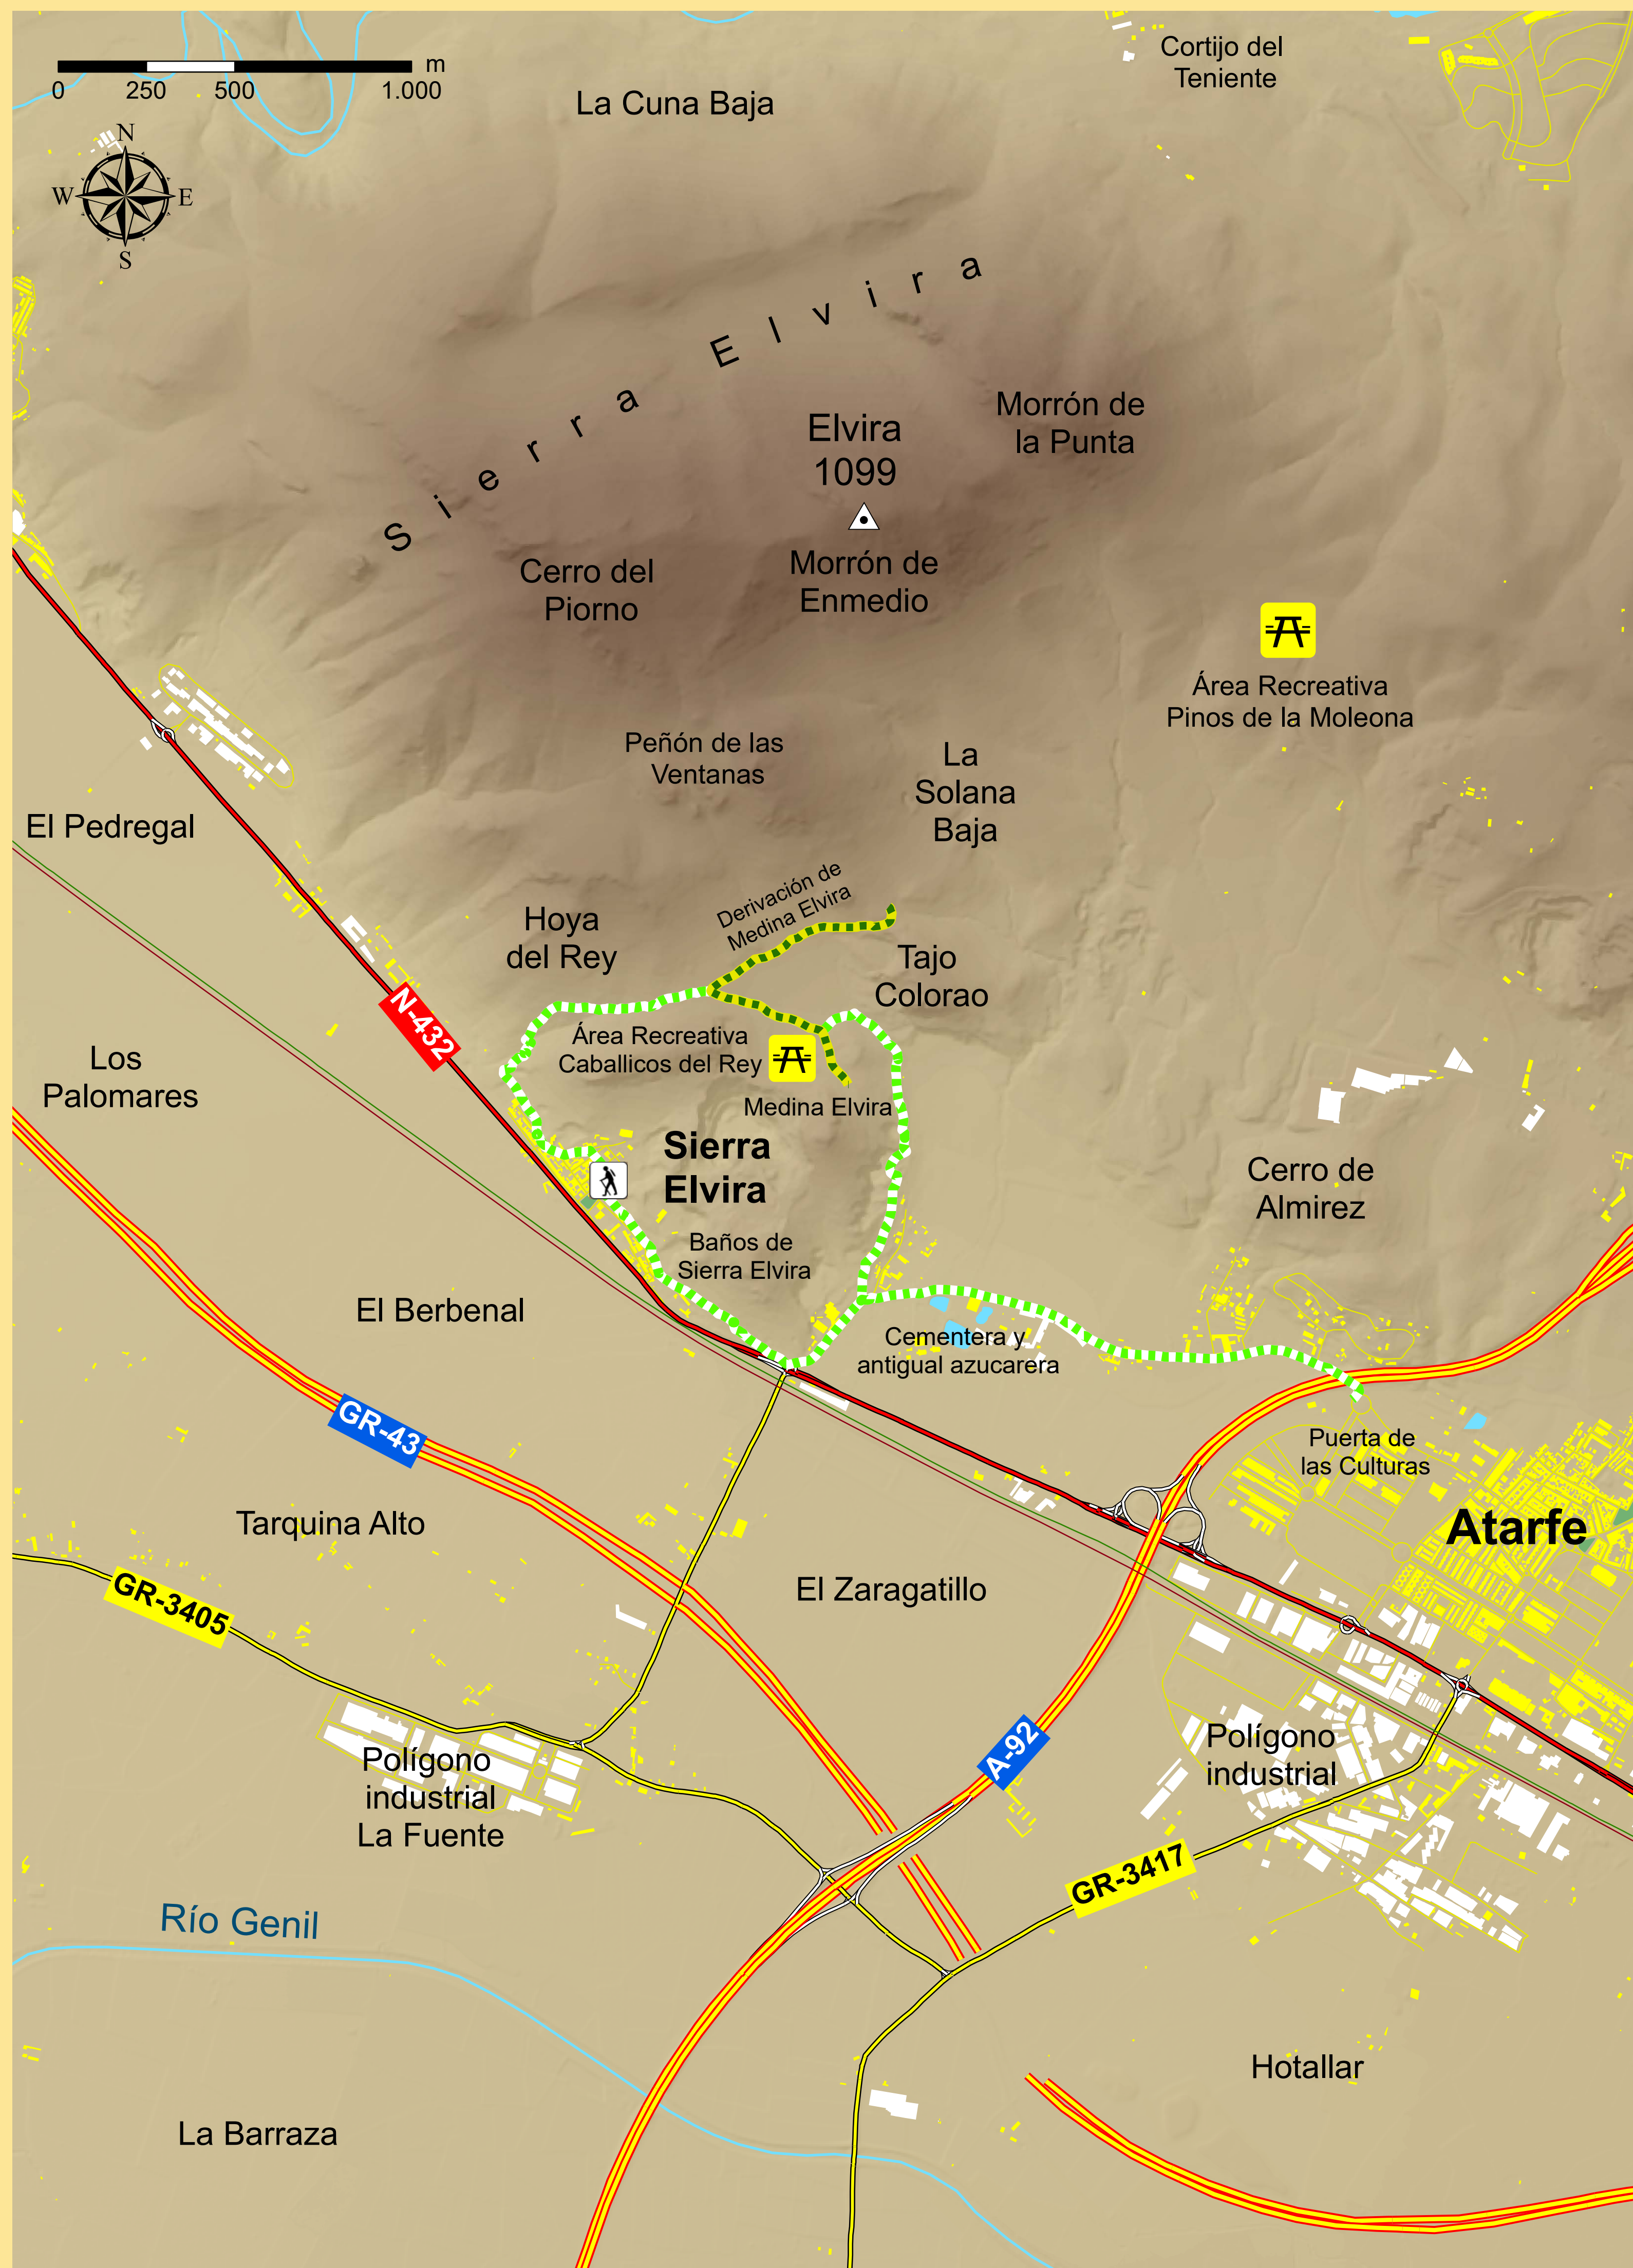 Cortijo del
Teniente
m
0 250 500 1.000
La Cuna Baja
N
W E
S
Sierra Elvira
Morrón de
la Punta
Elvira
1099
Cerro del
Piorno
Morrón de
Enmedio
Área Recreativa
Pinos de la Moleona
Peñón de las
Ventanas
La
Solana
Baja
El Pedregal
Derivación de
Medina Elvira
Hoya
del Rey
Tajo
Colorao
N-432
Área Recreativa
Caballicos del Rey
Los
Palomares
Medina Elvira
Sierra
Elvira
Cerro de
Almirez
Baños de
Sierra Elvira
El Berbenal
Cementera y
antigual azucarera
GR-43
Puerta de
las Culturas
Tarquina Alto
Atarfe
El Zaragatillo
GR-3405
Polígono
industrial
La Fuente
A-92
Polígono
industrial
GR-3417
Río Genil
Hotallar
La Barraza